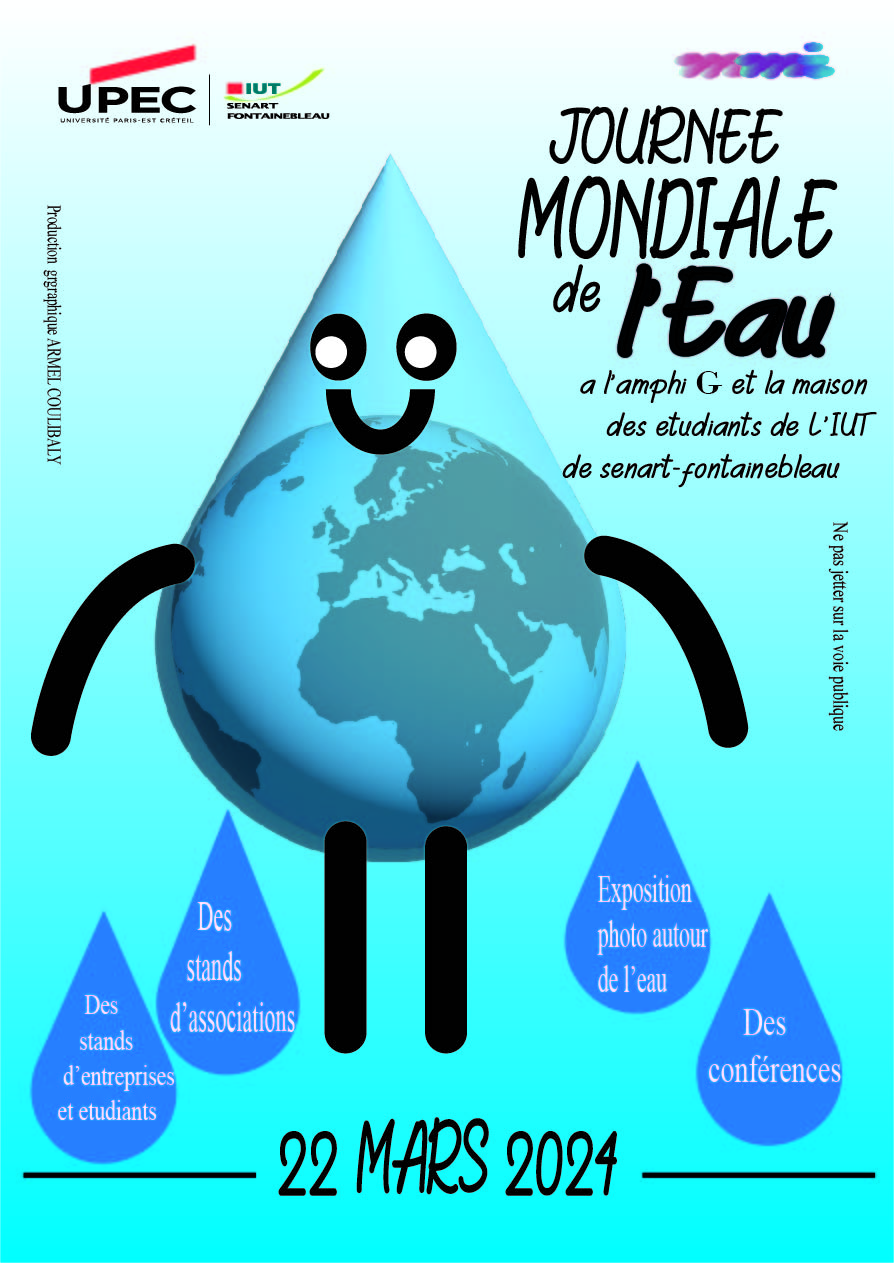 UPEC
UNIVERSITÉ PARIS-EST CRÉTEIL
IUT
SENART
FONTAINEBLEAU
mmi
JOURNEE
MONDIALE
de l'Eau
a l'amphi G et la maison
des etudiants de L'IUT
de senart-fontainebleau
Production grgraphique ARMEL COULIBALY
Ne pas jetter sur la voie publique
Des
stands
d'entreprises
et etudiants
Des
stands
d'associations
Exposition
photo autour
de l'eau
Des
conférences
22 MARS 2024